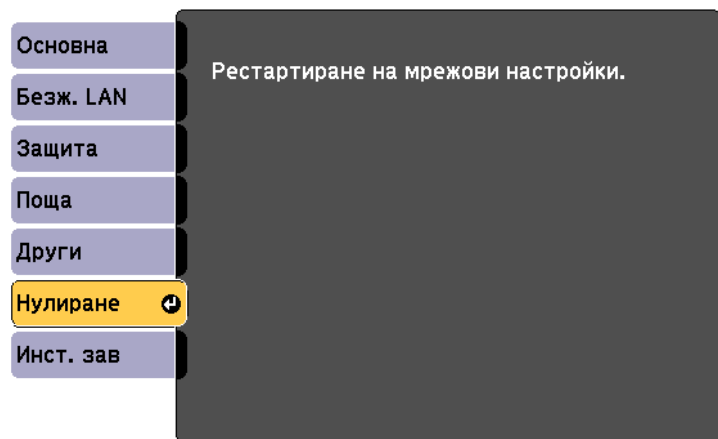 Основна
Безж. LAN
Защита
Поща
Други
Нулиране
Инст. зав
Рестартиране на мрежови настройки.